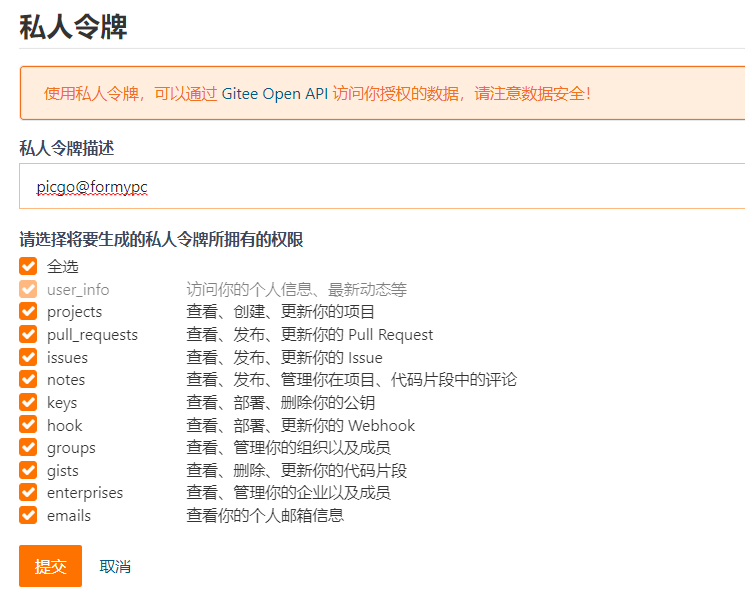 私人令牌
使用私人令牌，可以通过 Gitee Open API 访问你授权的数据，请注意数据安全！
私人令牌描述
picgo@formypc
请选择将要生成的私人令牌所拥有的权限
全选
user_info 访问你的个人信息、最新动态等
projects 查看、创建、更新你的项目
pull_requests 查看、发布、更新你的 Pull Request
issues 查看、发布、更新你的 Issue
notes 查看、发布、管理你在项目、代码片段中的评论
keys 查看、部署、删除你的公钥
hook 查看、部署、更新你的 Webhook
groups 查看、管理你的组织以及成员
gists 查看、删除、更新你的代码片段
enterprises 查看、管理你的企业以及成员
emails 查看你的个人邮箱信息
提交 取消